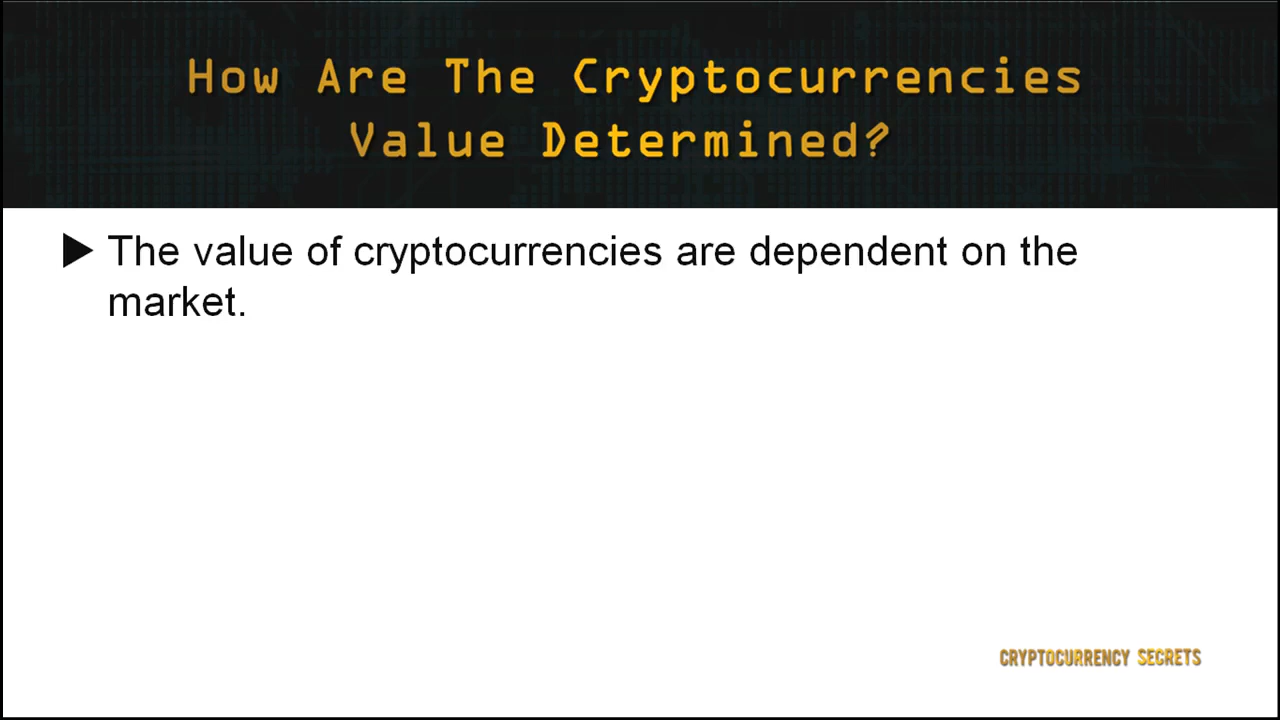 How Are The Cryptocurrencies
Value Determined?
The value of cryptocurrencies are dependent on the
market.
CRYPTOCURRENCY SECRETS